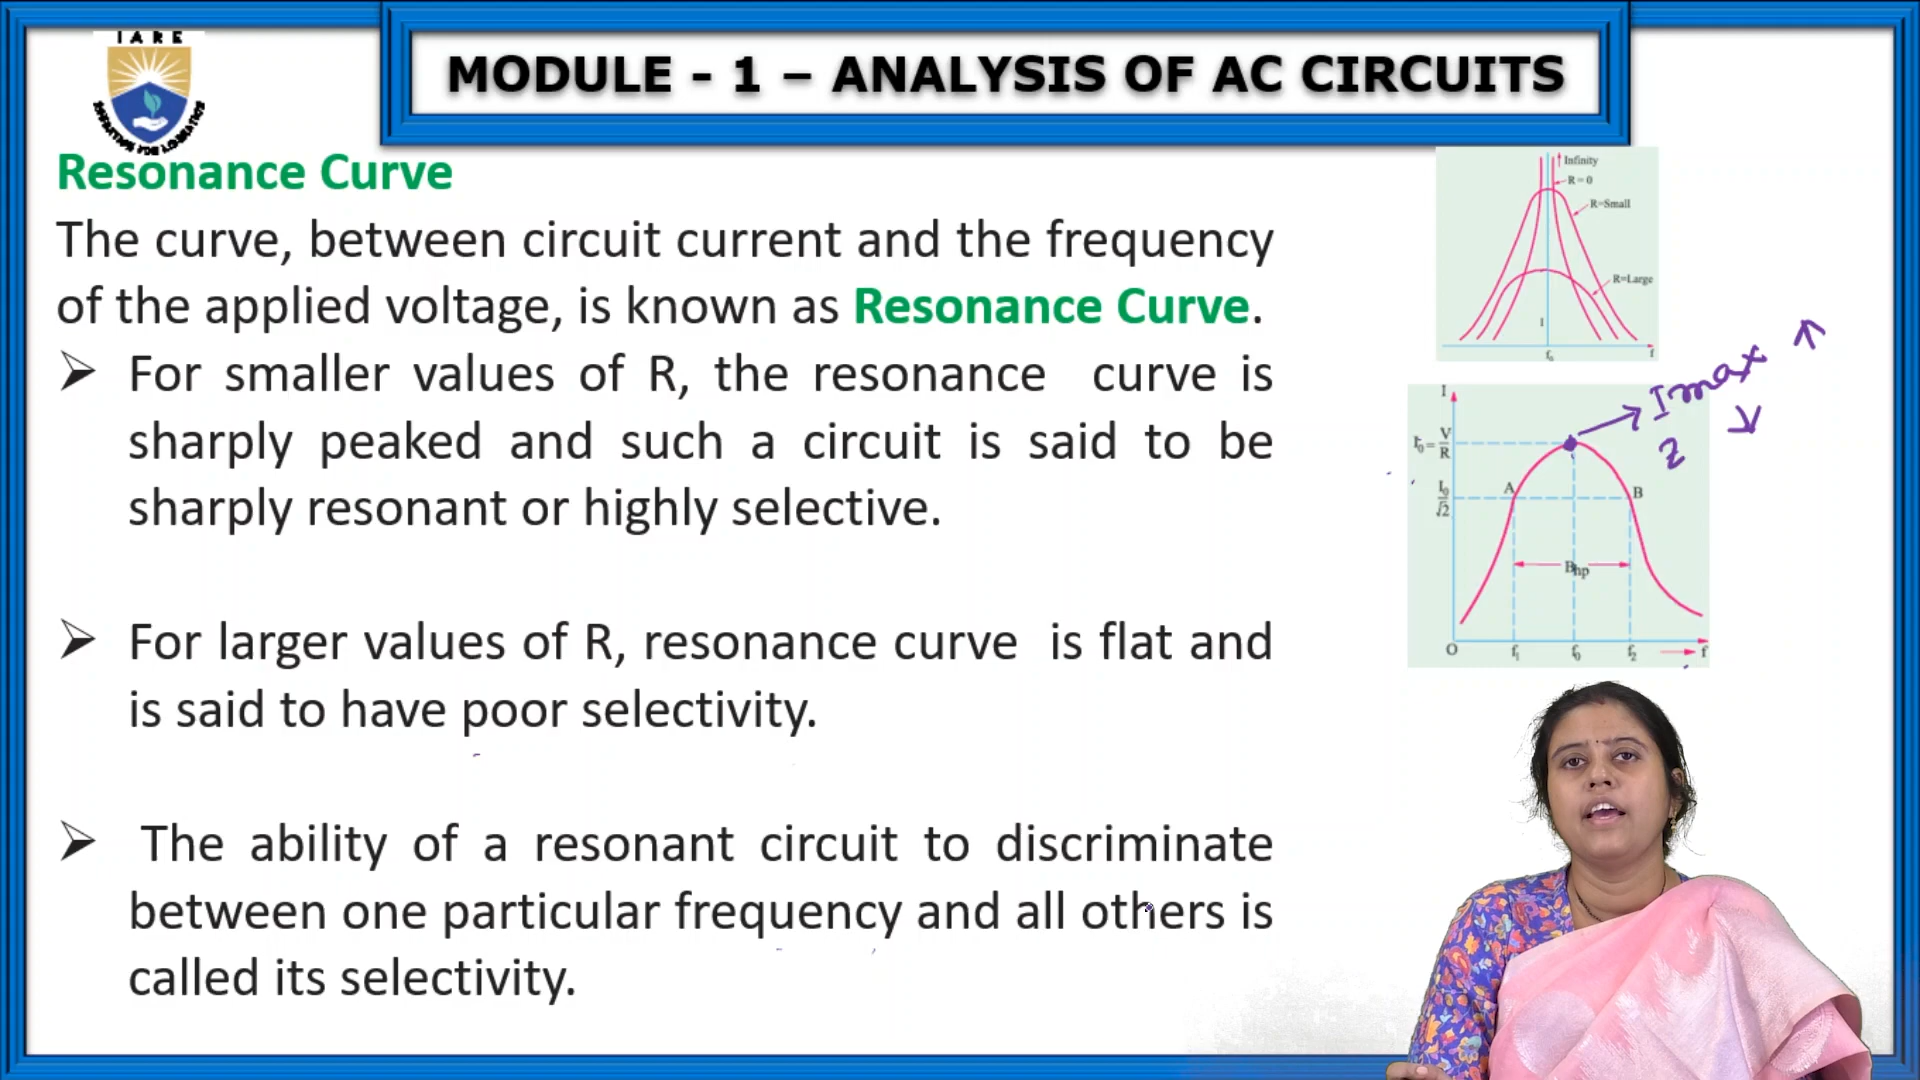 IARE
MODULE - 1 – ANALYSIS OF AC CIRCUITS
Resonance Curve
The curve, between circuit current and the frequency
of the applied voltage, is known as Resonance Curve.
➢ For smaller values of R, the resonance curve is
sharply peaked and such a circuit is said to be
sharply resonant or highly selective.
➢ For larger values of R, resonance curve is flat and
is said to have poor selectivity.
➢ The ability of a resonant circuit to discriminate
between one particular frequency and all others is
called its selectivity.
Infinity
R=0
R=Small
R=Large
I
f₀
f
Imax ↑
Z ↓
I
I₀ = V/R
I₀/√2
A
B
Bhp
O f₁ f₀ f₂ f